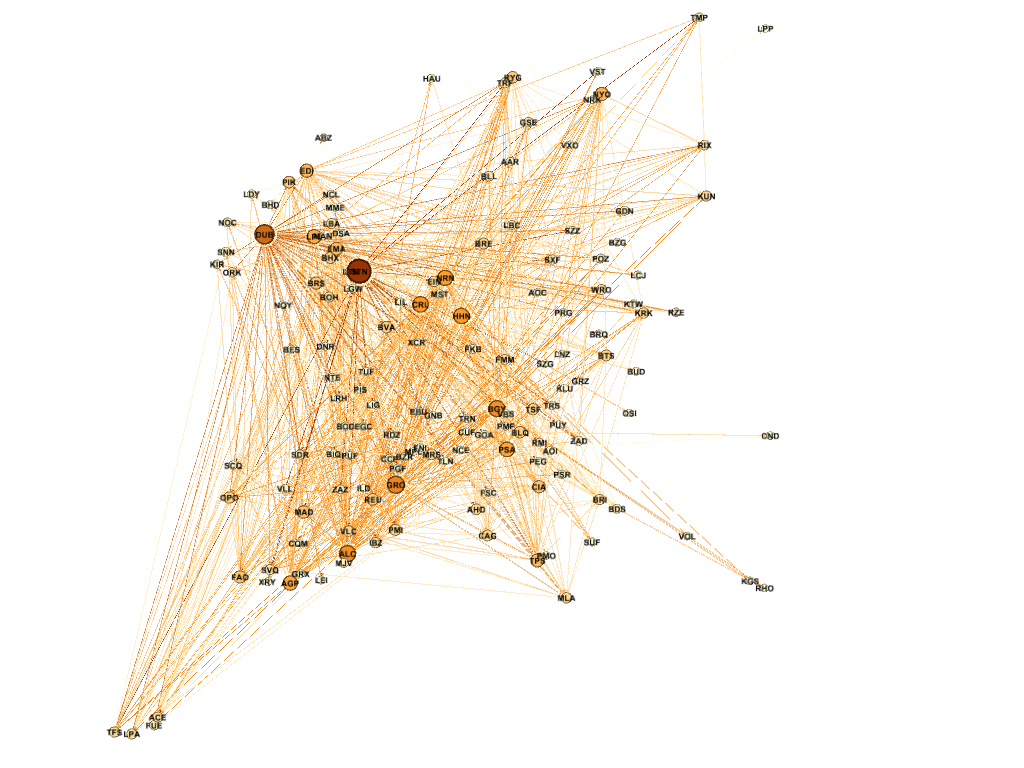 TMP
LPP
VST
HAU
RYG
TRF
NYO
NRK
GSE
ABZ
VXO
RIX
AAR
EDI
BLL
PIK
LDY
NCL
KUN
BHD
MME
GDN
NOC
LBA
LBC
DUB
MAN
DSA
SZZ
BRE
BZG
SNN
EMA
BHX
SXF
POZ
KIR
ORK
STN
LCJ
BRS
EIN
NRN
LGW
WRO
AOC
MST
BOH
NQY
LIL
CRL
KTW
HHN
PRG
KRK
RZE
BVA
BRQ
XCR
DNR
BES
FKB
LNZ
BTS
FMM
SZG
TUF
BUD
NTE
GRZ
KLU
PIS
LRH
LIG
TRS
BGY
TSF
VBS
EBU
GNB
OSI
TRN
PUY
PMF
BOD
EGC
CUF
GOA
BLQ
RDZ
CND
ZAD
RMI
NCE
AOI
SDR
BIQ
PUF
MRS
PSA
BZR
SCQ
TLN
PEG
PGF
PSR
VLL
ZAZ
ILD
GRO
CIA
FSC
OPO
REU
BRI
MAD
AHO
BDS
VLC
PMI
CAG
VOL
CQM
IBZ
SUF
ALC
PMO
MJV
TPS
SVQ
GRX
FAO
XRY
AGP
LEI
KGS
RHO
MLA
ACE
FUE
TFS
LPA